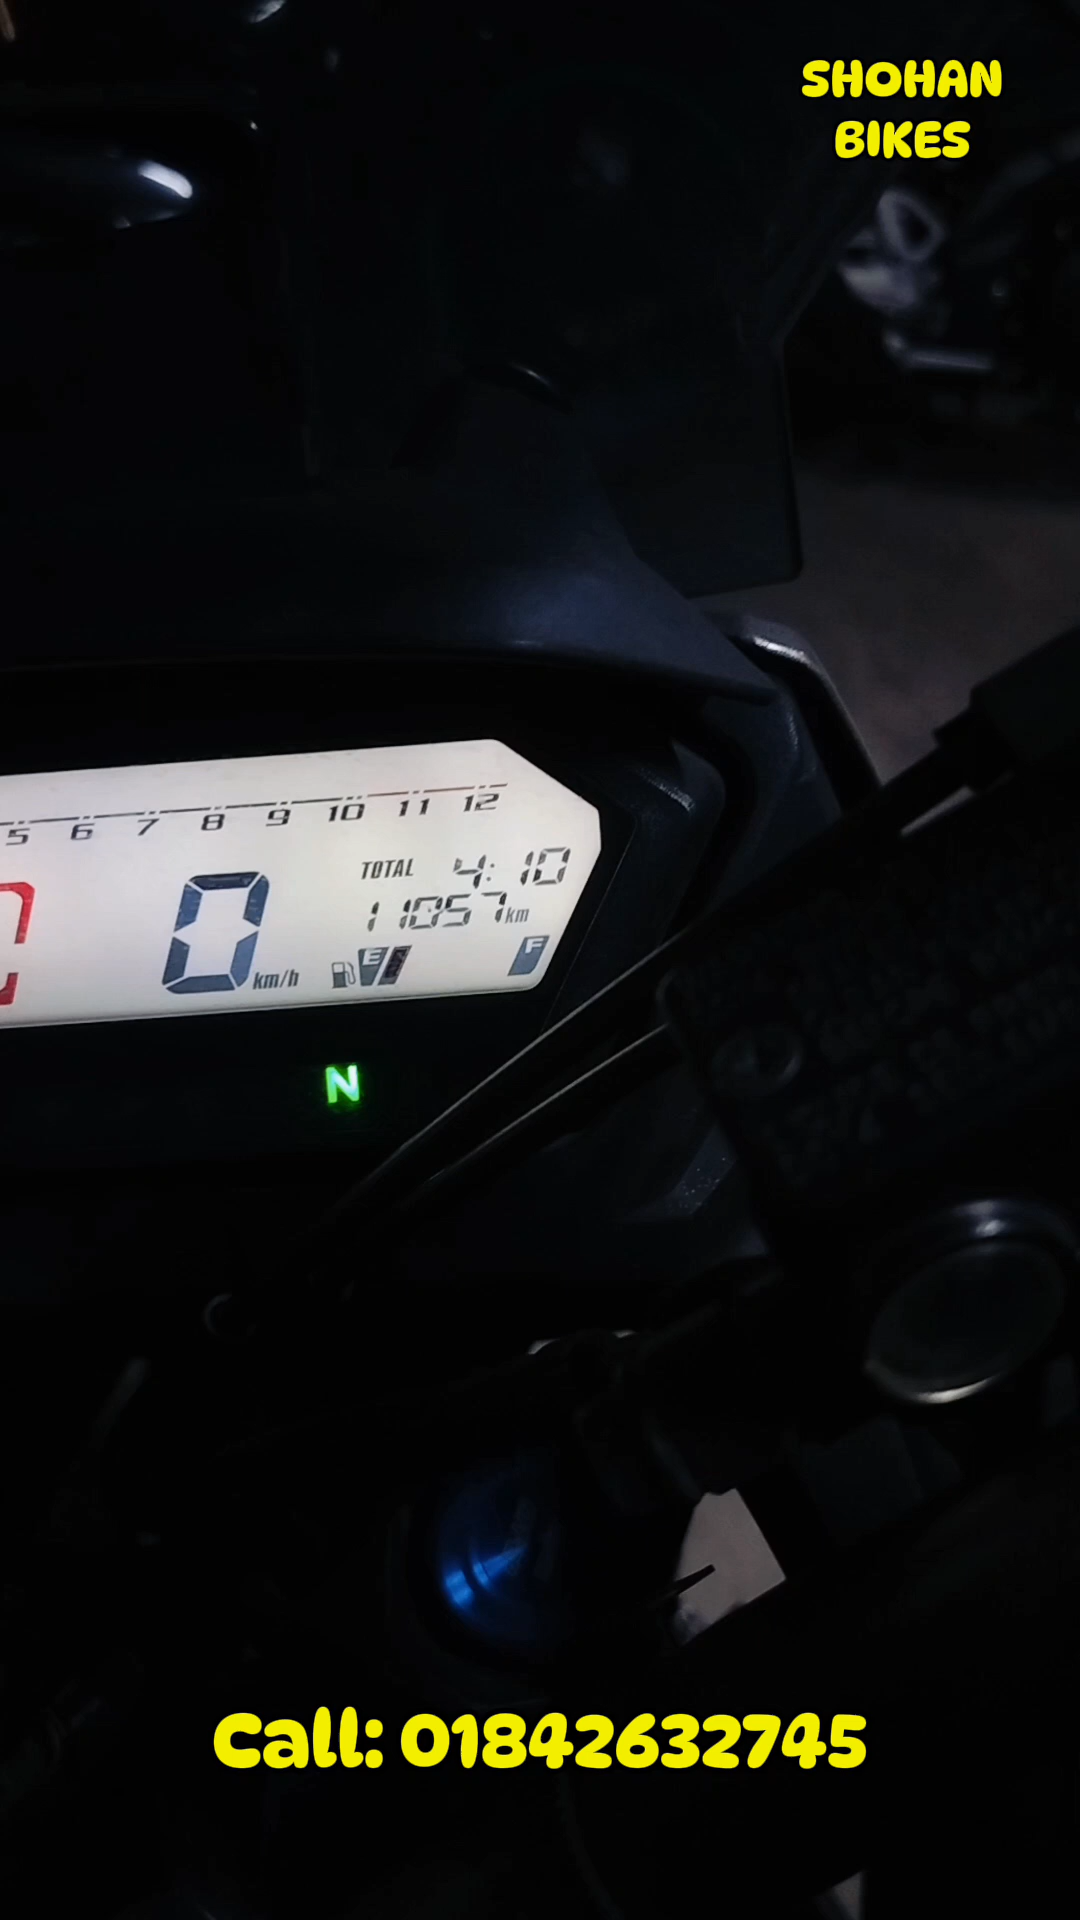 SHOHAN
BIKES
5 6 7 8 9 10 11 12
TOTAL 4:10
11057 km
0 km/h
E F
N
Call: 01842632745